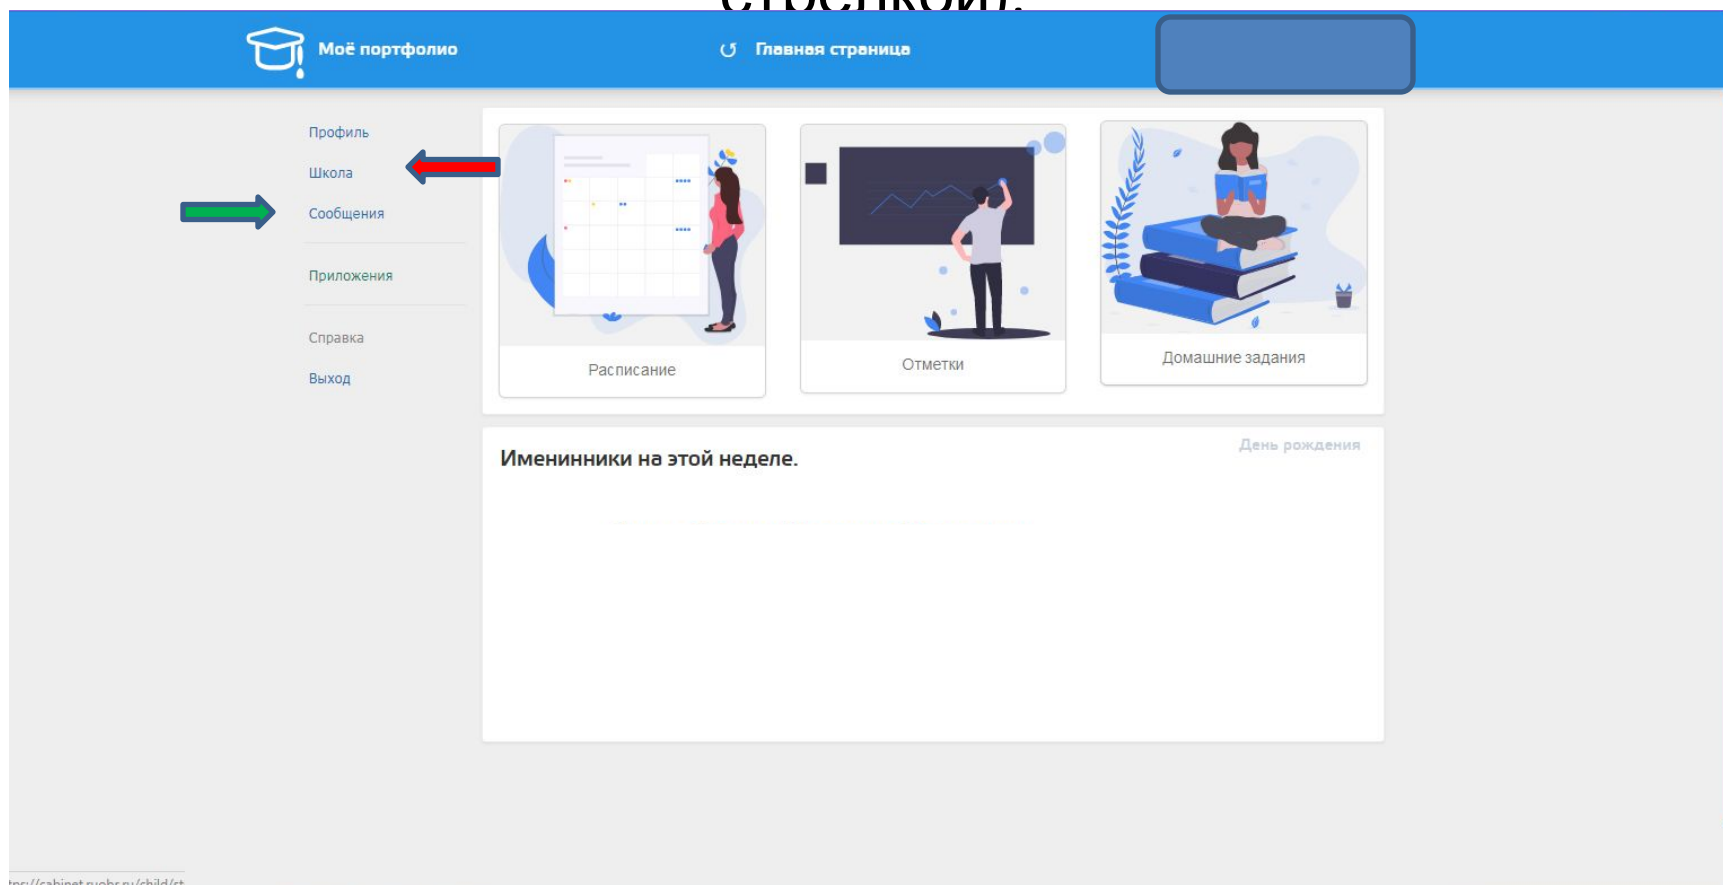 стрелкой).
Моё портфолио
Главная страница
Профиль
Школа
Сообщения
Приложения
Справка
Выход
Расписание
Отметки
Домашние задания
Именинники на этой неделе.
День рождения